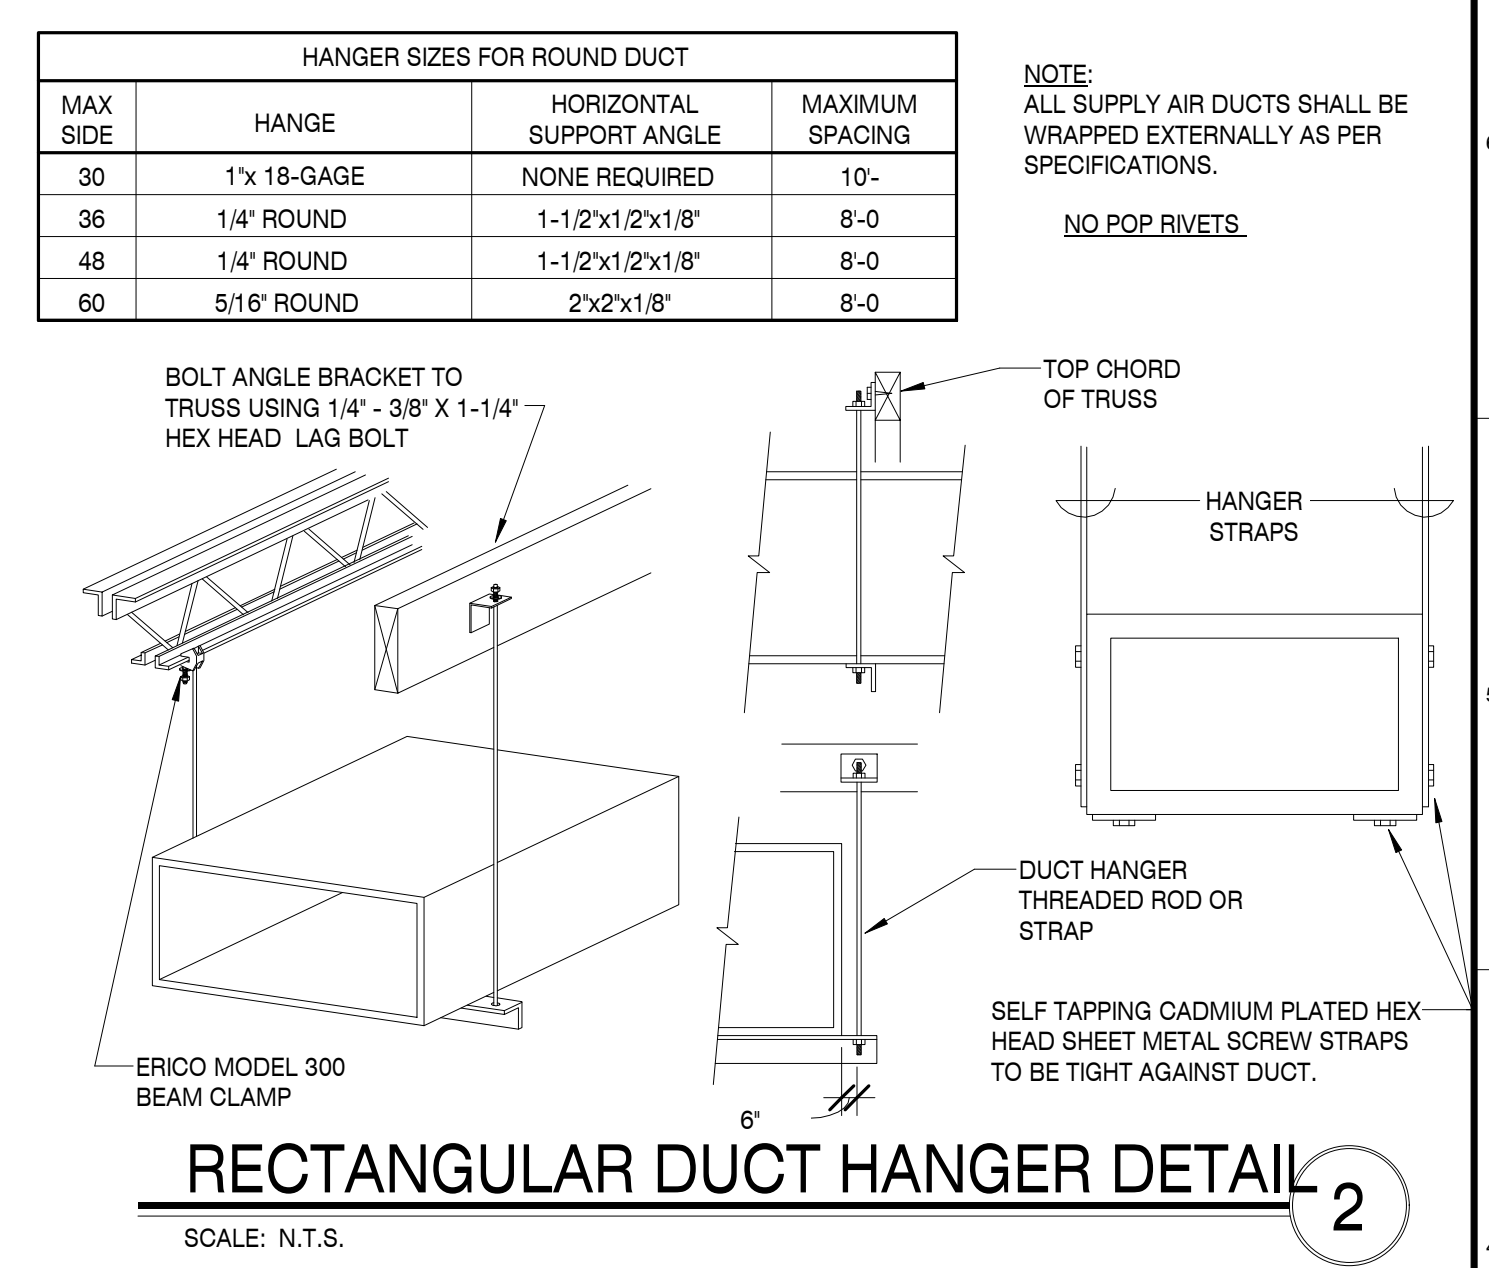 HANGER SIZES FOR ROUND DUCT
MAX SIDE HANGE HORIZONTAL SUPPORT ANGLE MAXIMUM SPACING
30 1"x 18-GAGE NONE REQUIRED 10'-
36 1/4" ROUND 1-1/2"x1/2"x1/8" 8'-0
48 1/4" ROUND 1-1/2"x1/2"x1/8" 8'-0
60 5/16" ROUND 2"x2"x1/8" 8'-0
NOTE:
ALL SUPPLY AIR DUCTS SHALL BE
WRAPPED EXTERNALLY AS PER
SPECIFICATIONS.
NO POP RIVETS
BOLT ANGLE BRACKET TO
TRUSS USING 1/4" - 3/8" X 1-1/4"
HEX HEAD LAG BOLT
TOP CHORD
OF TRUSS
HANGER
STRAPS
DUCT HANGER
THREADED ROD OR
STRAP
SELF TAPPING CADMIUM PLATED HEX
HEAD SHEET METAL SCREW STRAPS
TO BE TIGHT AGAINST DUCT.
ERICO MODEL 300
BEAM CLAMP
6"
RECTANGULAR DUCT HANGER DETAIL
2
SCALE: N.T.S.